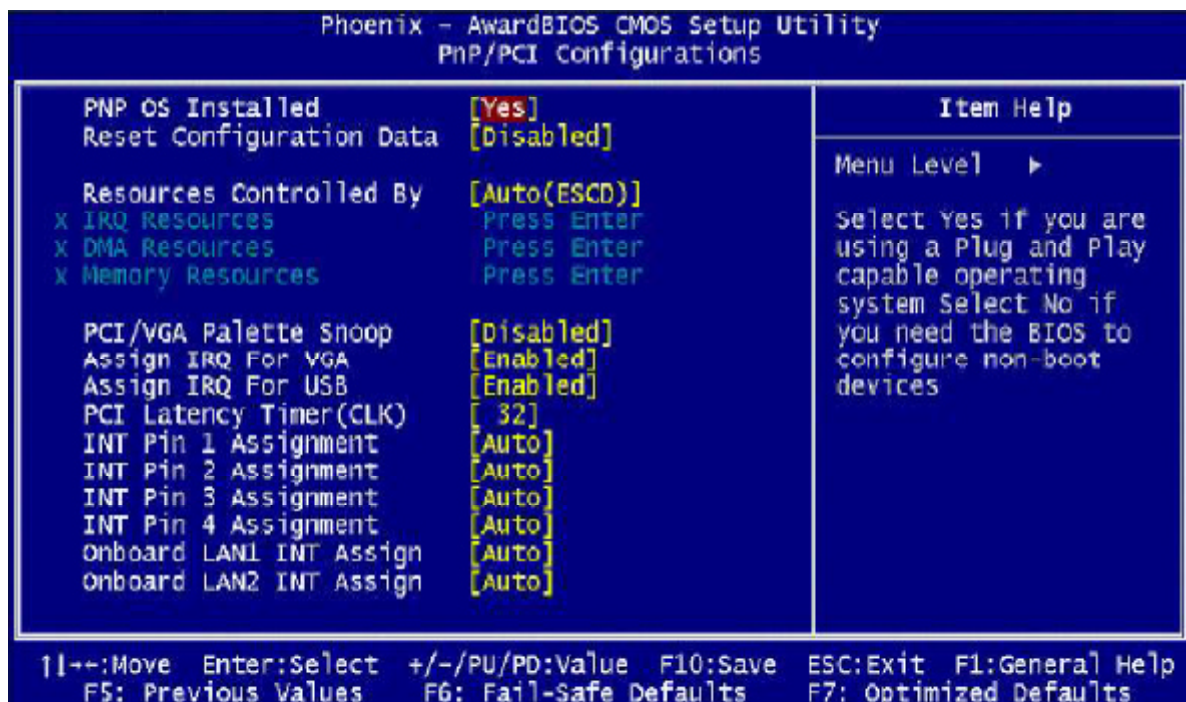 Phoenix - AwardBIOS CMOS Setup Utility
PnP/PCI Configurations
PNP OS Installed [Yes]
Reset Configuration Data [Disabled]
Resources Controlled By [Auto(ESCD)]
x IRQ Resources Press Enter
x DMA Resources Press Enter
x Memory Resources Press Enter
PCI/VGA Palette Snoop [Disabled]
Assign IRQ For VGA [Enabled]
Assign IRQ For USB [Enabled]
PCI Latency Timer(CLK) [ 32]
INT Pin 1 Assignment [Auto]
INT Pin 2 Assignment [Auto]
INT Pin 3 Assignment [Auto]
INT Pin 4 Assignment [Auto]
Onboard LAN1 INT Assign [Auto]
Onboard LAN2 INT Assign [Auto]
Item Help
Menu Level ▶
Select Yes if you are
using a Plug and Play
capable operating
system Select No if
you need the BIOS to
configure non-boot
devices
↑↓→←:Move Enter:Select +/-/PU/PD:Value F10:Save ESC:Exit F1:General Help
F5: Previous Values F6: Fail-Safe Defaults F7: Optimized Defaults